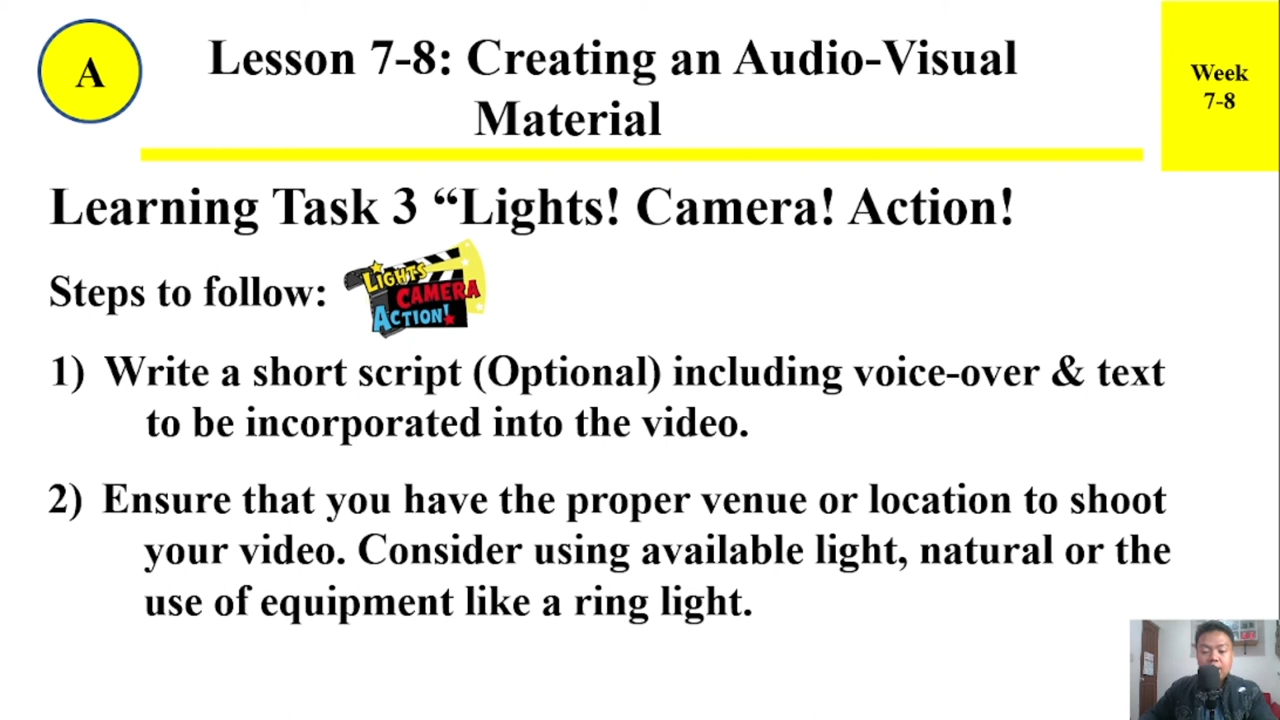 A
Lesson 7-8: Creating an Audio-Visual
Material
Week
7-8
Learning Task 3 “Lights! Camera! Action!
Steps to follow:
LIGHTS
CAMERA
ACTION!
1) Write a short script (Optional) including voice-over & text
to be incorporated into the video.
2) Ensure that you have the proper venue or location to shoot
your video. Consider using available light, natural or the
use of equipment like a ring light.